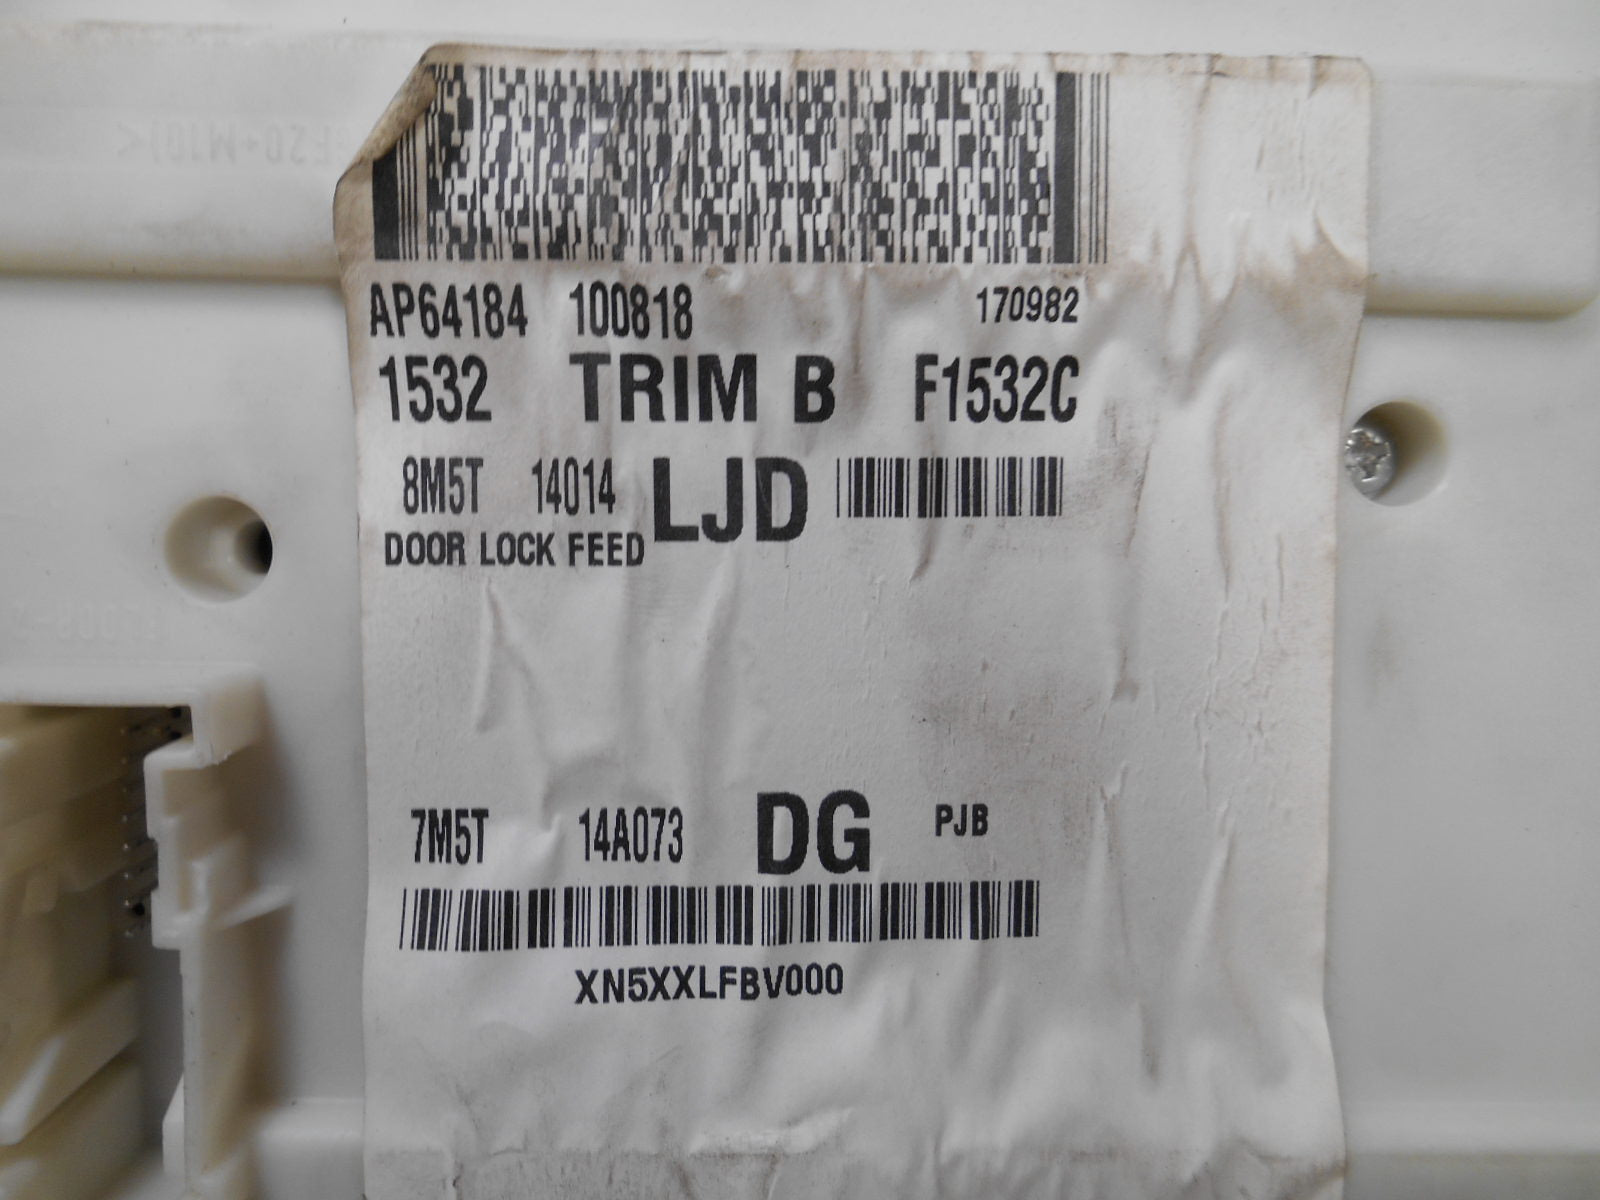 AP64184 100818 170982
1532 TRIM B F1532C
8M5T 14014 LJD
DOOR LOCK FEED
7M5T 14A073 DG PJB
XN5XXLFBV000